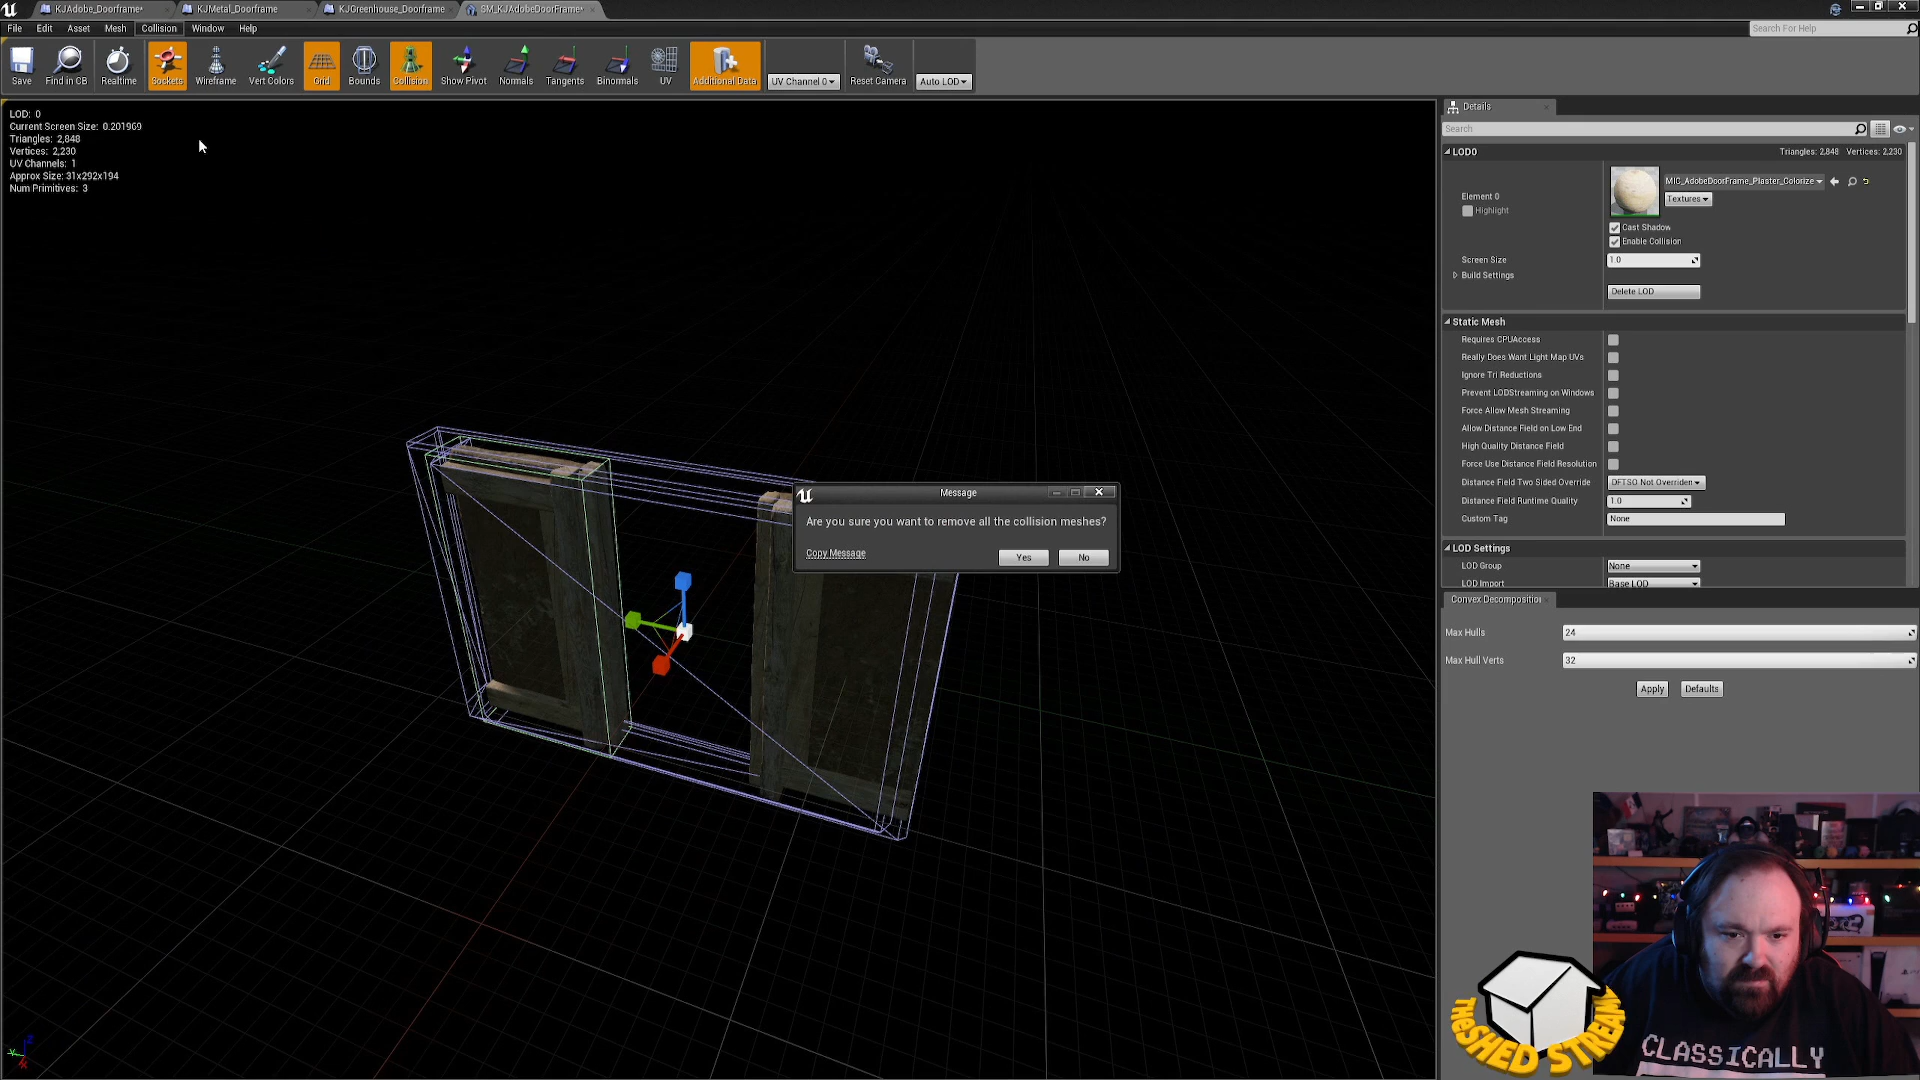 KJAdobe_Doorframe*
KJMetal_Doorframe
KJGreenhouse_Doorframe
SM_KJAdobeDoorFrame*
File Edit Asset Mesh Collision Window Help
Search For Help
Save
Find in CB
Realtime
Sockets
Wireframe
Vert Colors
Grid
Bounds
Collision
Show Pivot
Normals
Tangents
Binormals
UV
Additional Data
UV Channel 0
Reset Camera
Auto LOD
LOD: 0
Current Screen Size: 0.201969
Triangles: 2,848
Vertices: 2,230
UV Channels: 1
Approx Size: 31x292x194
Num Primitives: 3
Message
Are you sure you want to remove all the collision meshes?
Copy Message
Yes
No
Details
Search
LOD0 Triangles: 2,848 Vertices: 2,230
Element 0
Highlight
MIC_AdobeDoorFrame_Plaster_Colorize
Textures
Cast Shadow
Enable Collision
Screen Size 1.0
Build Settings
Delete LOD
Static Mesh
Requires CPUAccess
Really Does Want Light Map UVs
Ignore Tri Reductions
Prevent LODStreaming on Windows
Force Allow Mesh Streaming
Allow Distance Field on Low End
High Quality Distance Field
Force Use Distance Field Resolution
Distance Field Two Sided Override DFTSO Not Overriden
Distance Field Runtime Quality 1.0
Custom Tag None
LOD Settings
LOD Group None
LOD Import Base LOD
Convex Decomposition
Max Hulls 24
Max Hull Verts 32
Apply Defaults
THE SHED STREAM
CLASSICALLY